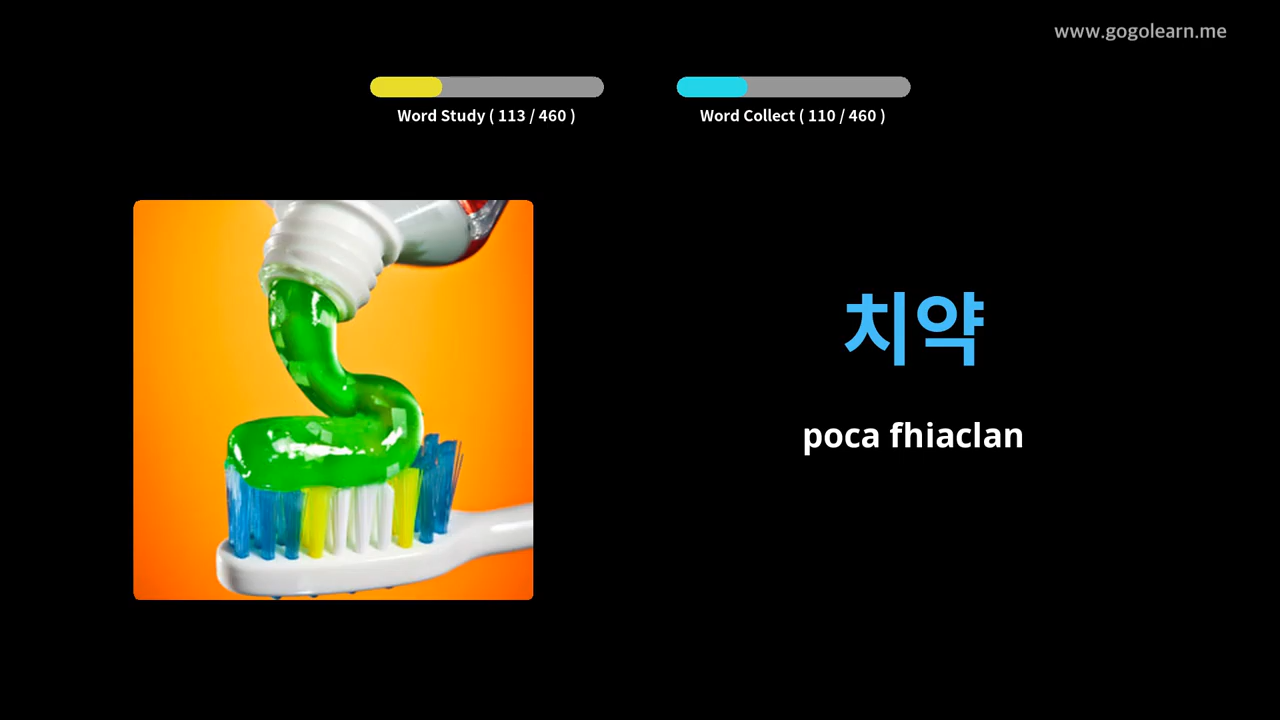 www.gogolearn.me
Word Study ( 113 / 460 )
Word Collect ( 110 / 460 )
치약
poca fhiaclan